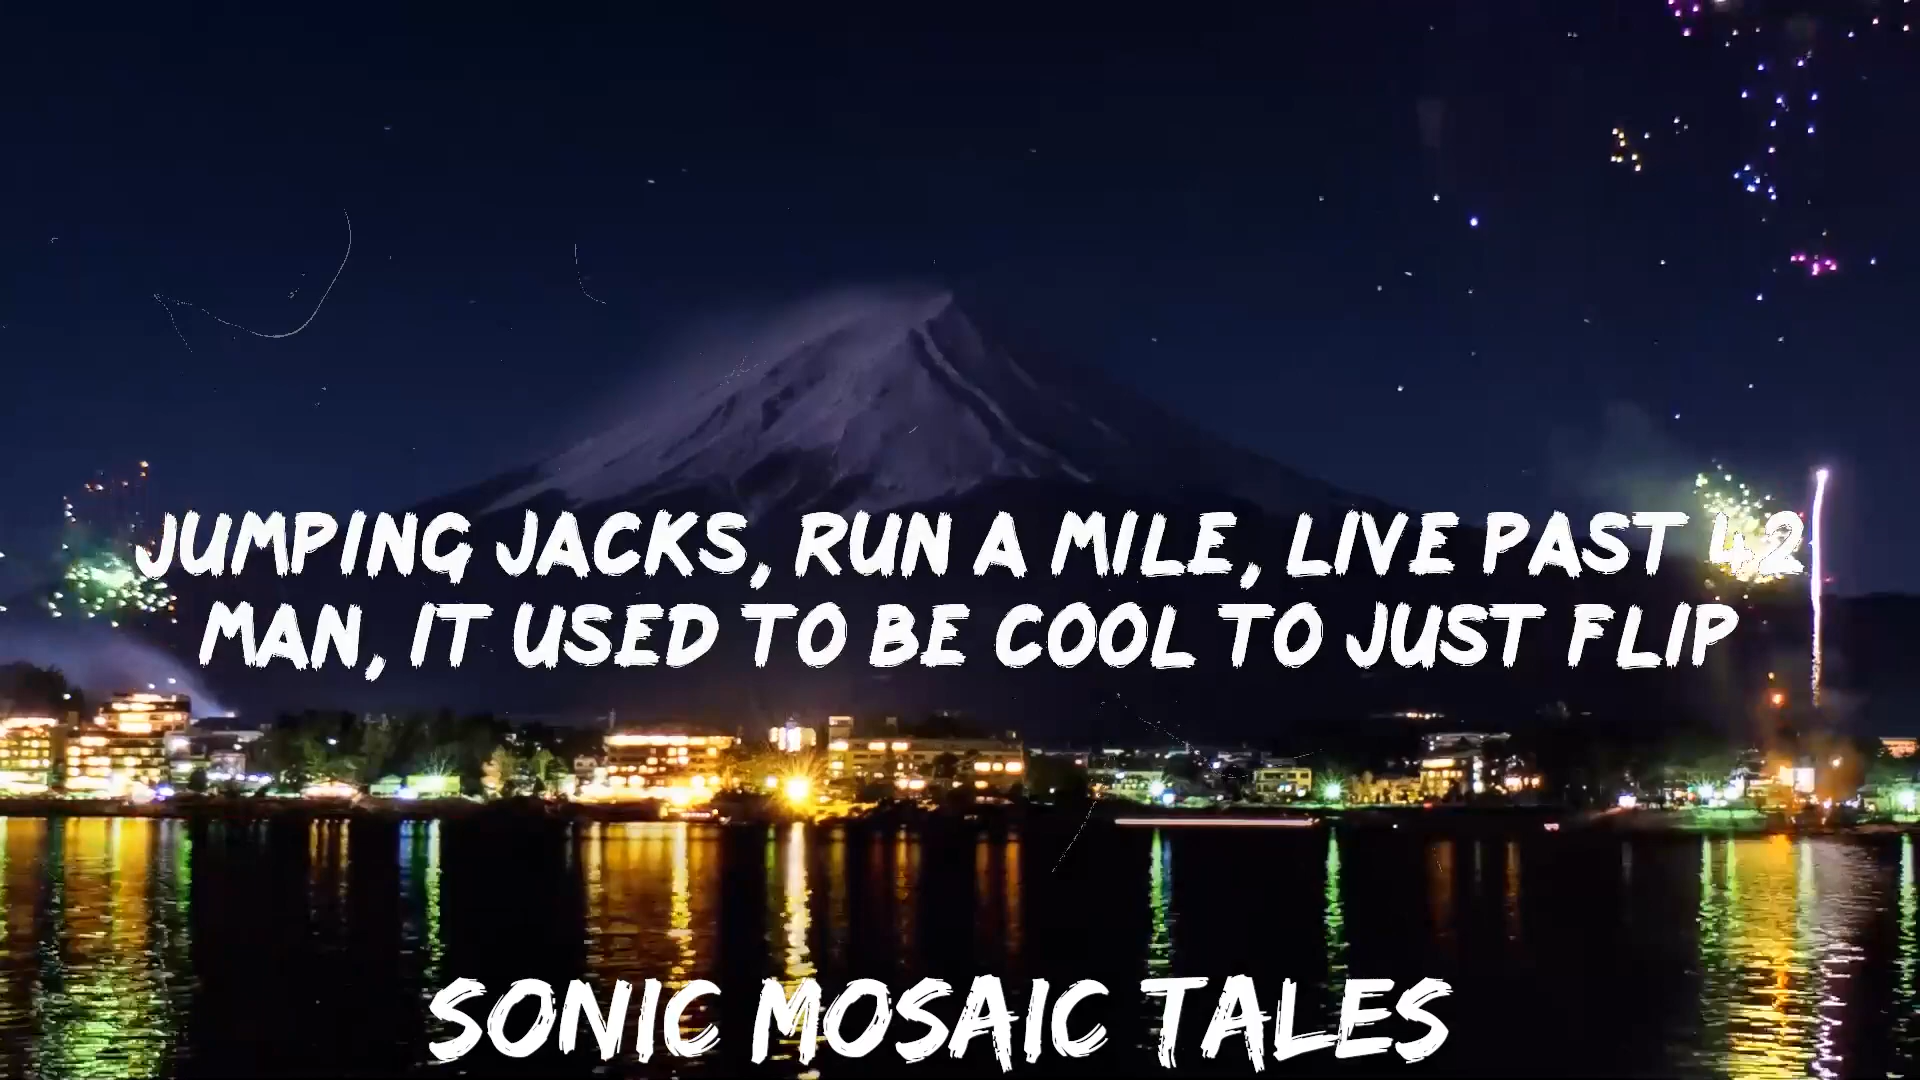 JUMPING JACKS, RUN A MILE, LIVE PAST 42
MAN, IT USED TO BE COOL TO JUST FLIP
SONIC MOSAIC TALES